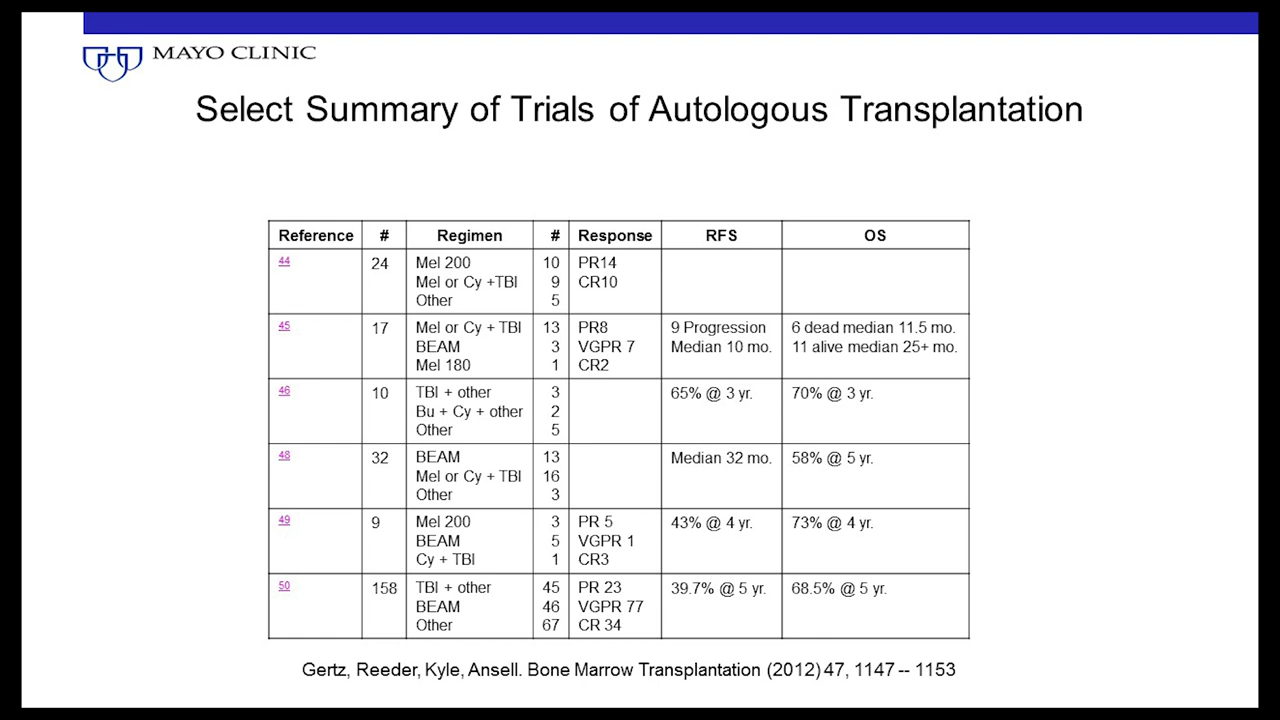 MAYO CLINIC
Select Summary of Trials of Autologous Transplantation
Reference # Regimen # Response RFS OS
44 24 Mel 200 10 PR14
Mel or Cy +TBI 9 CR10
Other 5
45 17 Mel or Cy + TBI 13 PR8 9 Progression 6 dead median 11.5 mo.
BEAM 3 VGPR 7 Median 10 mo. 11 alive median 25+ mo.
Mel 180 1 CR2
46 10 TBI + other 3 65% @ 3 yr. 70% @ 3 yr.
Bu + Cy + other 2
Other 5
48 32 BEAM 13 Median 32 mo. 58% @ 5 yr.
Mel or Cy + TBI 16
Other 3
49 9 Mel 200 3 PR 5 43% @ 4 yr. 73% @ 4 yr.
BEAM 5 VGPR 1
Cy + TBI 1 CR3
50 158 TBI + other 45 PR 23 39.7% @ 5 yr. 68.5% @ 5 yr.
BEAM 46 VGPR 77
Other 67 CR 34
Gertz, Reeder, Kyle, Ansell. Bone Marrow Transplantation (2012) 47, 1147 -- 1153